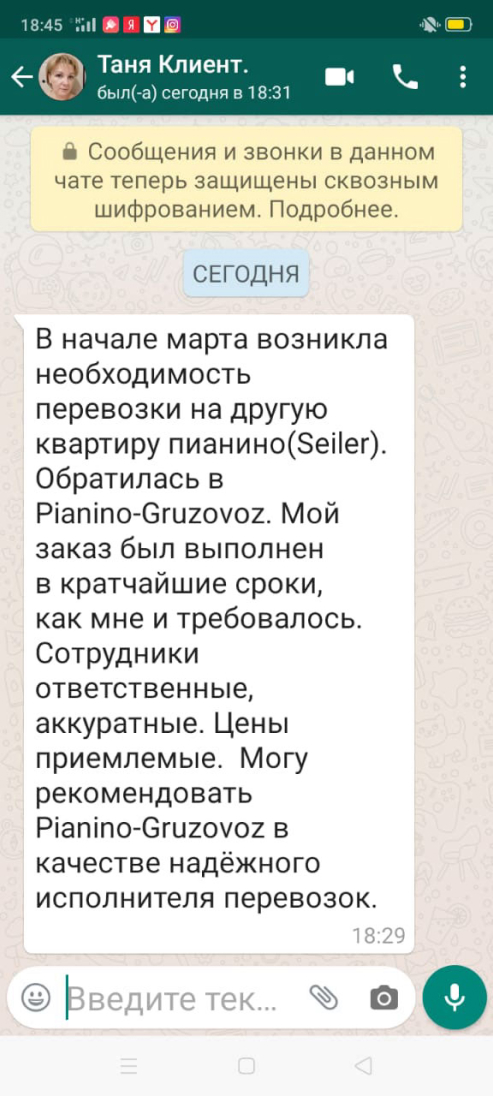 18:45
Таня Клиент.
был(-а) сегодня в 18:31
Сообщения и звонки в данном
чате теперь защищены сквозным
шифрованием. Подробнее.
СЕГОДНЯ
В начале марта возникла
необходимость
перевозки на другую
квартиру пианино(Seiler).
Обратилась в
Pianino-Gruzovoz. Мой
заказ был выполнен
в кратчайшие сроки,
как мне и требовалось.
Сотрудники
ответственные,
аккуратные. Цены
приемлемые.  Могу
рекомендовать
Pianino-Gruzovoz в
качестве надёжного
исполнителя перевозок.
18:29
Введите тек...